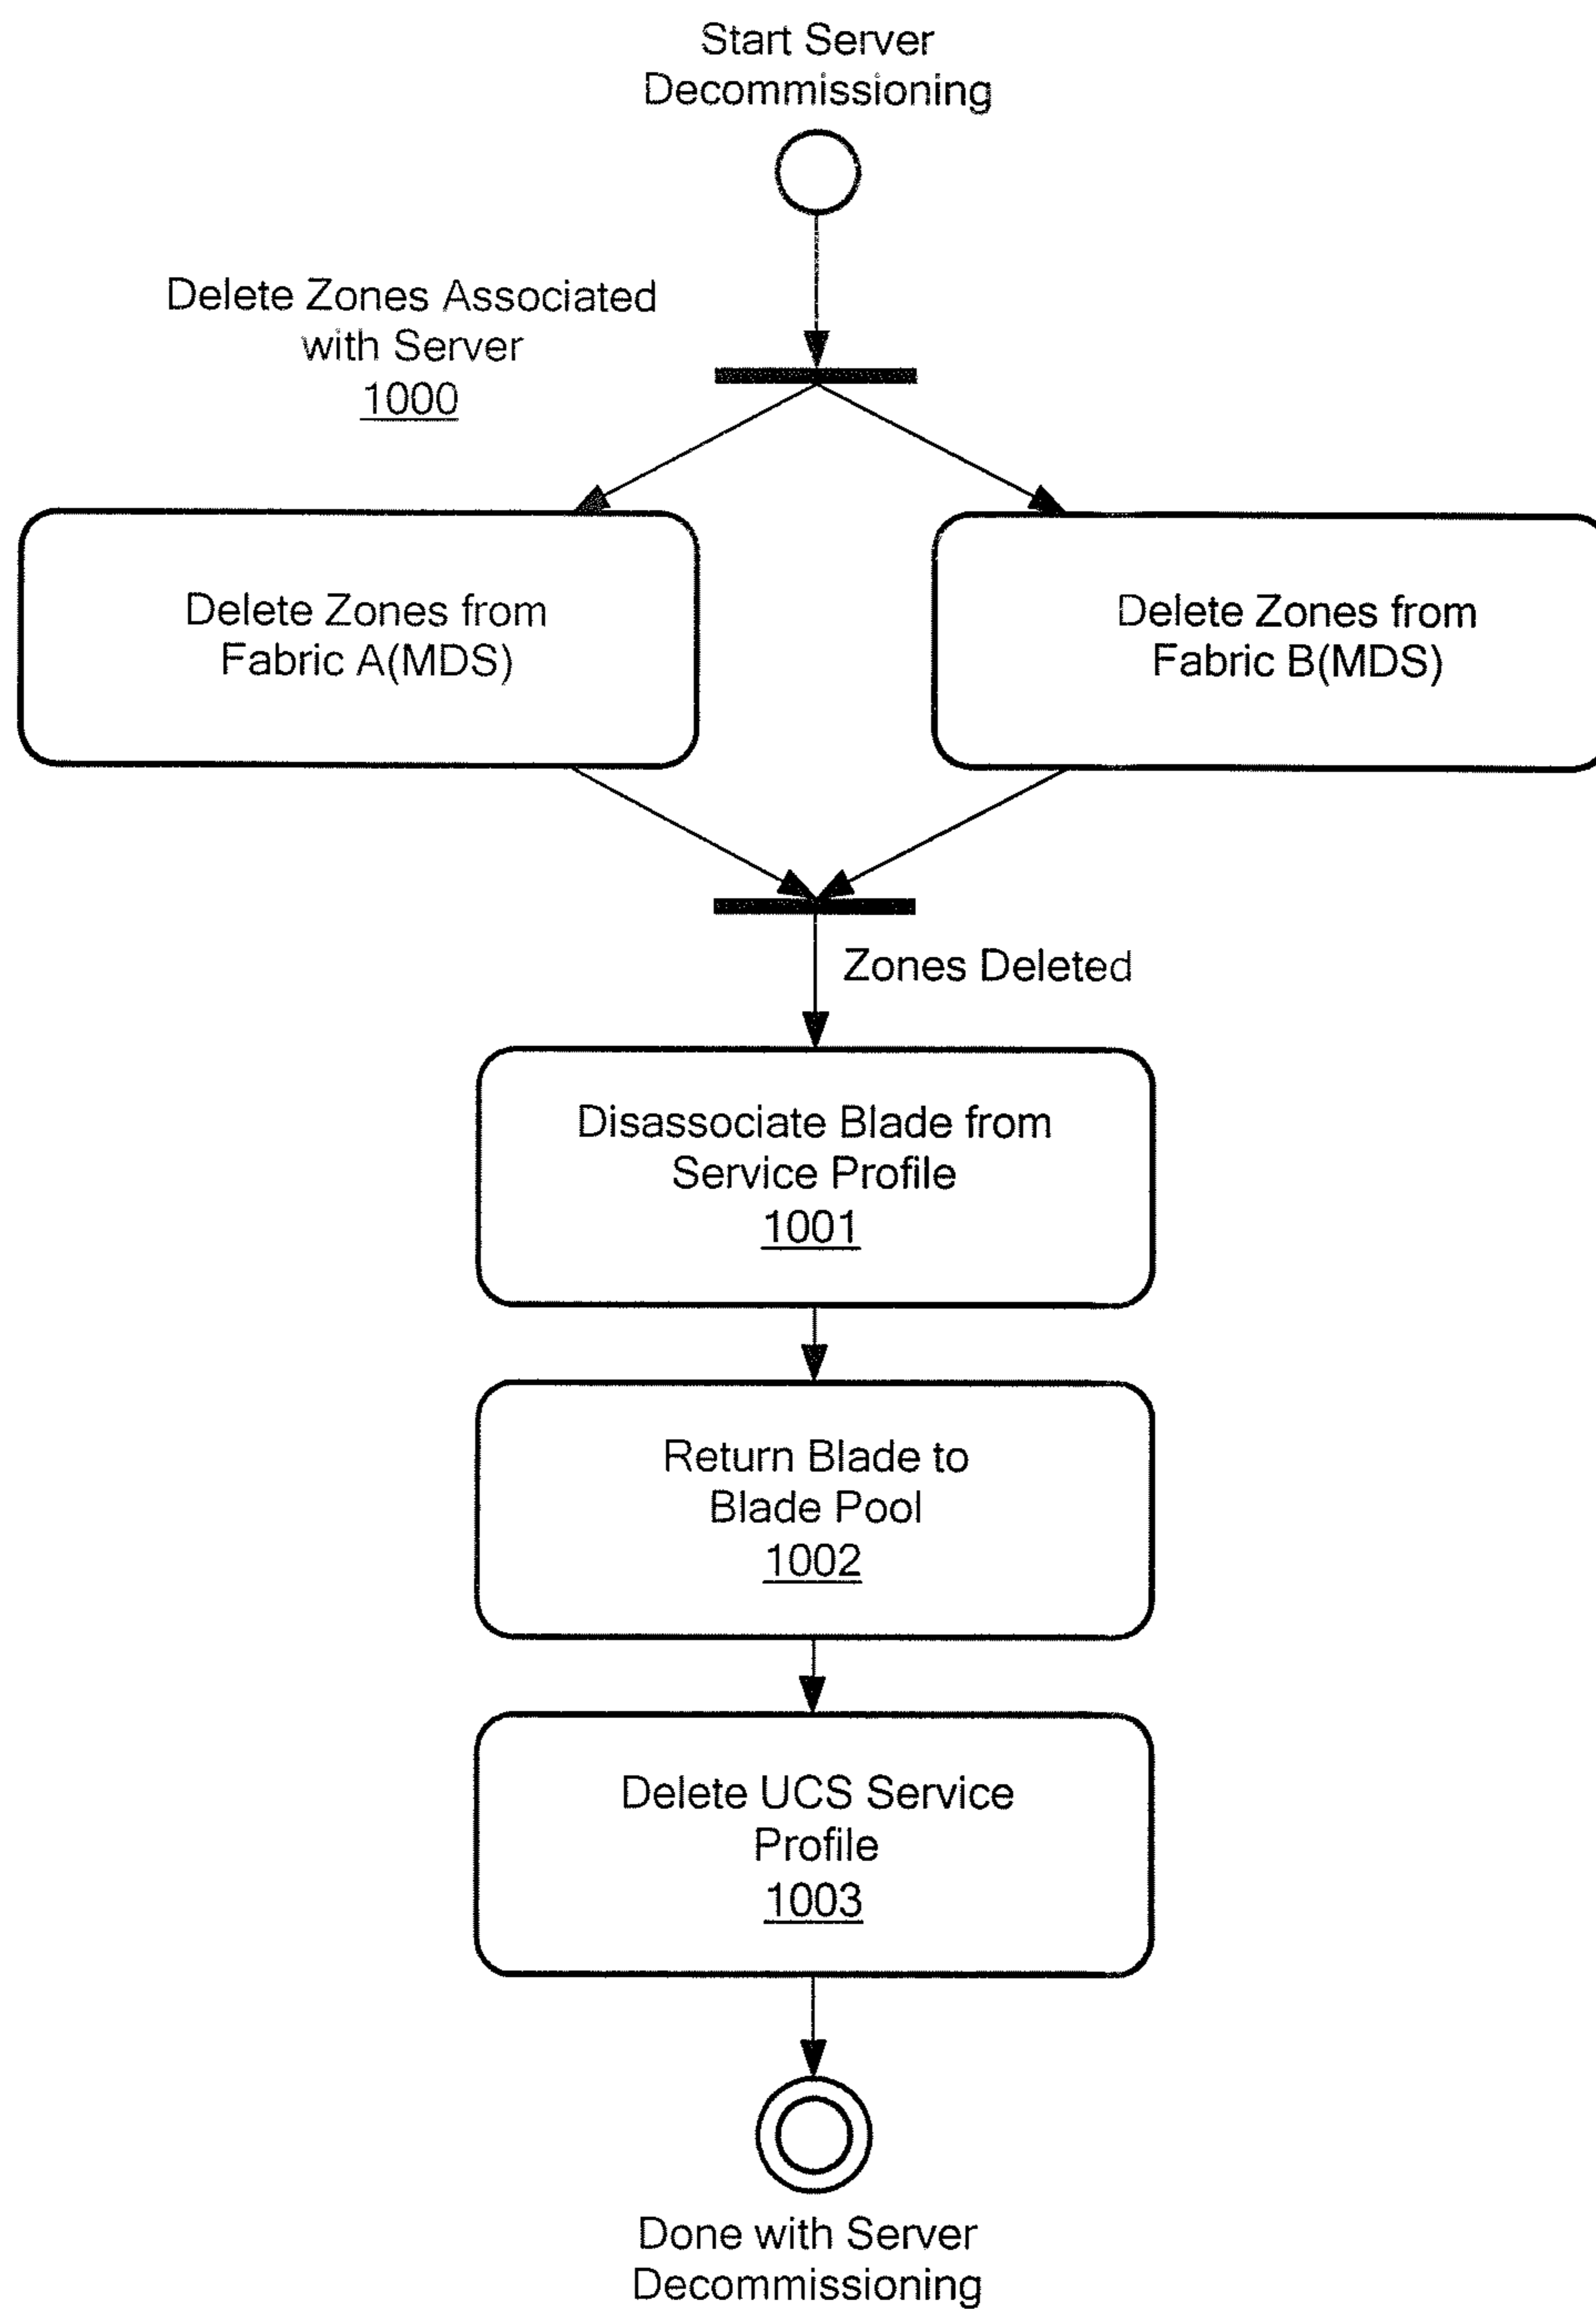 Start Server
Decommissioning
Delete Zones Associated
with Server
1000
Delete Zones from
Fabric A(MDS)
Delete Zones from
Fabric B(MDS)
Zones Deleted
Disassociate Blade from
Service Profile
1001
Return Blade to
Blade Pool
1002
Delete UCS Service
Profile
1003
Done with Server
Decommissioning